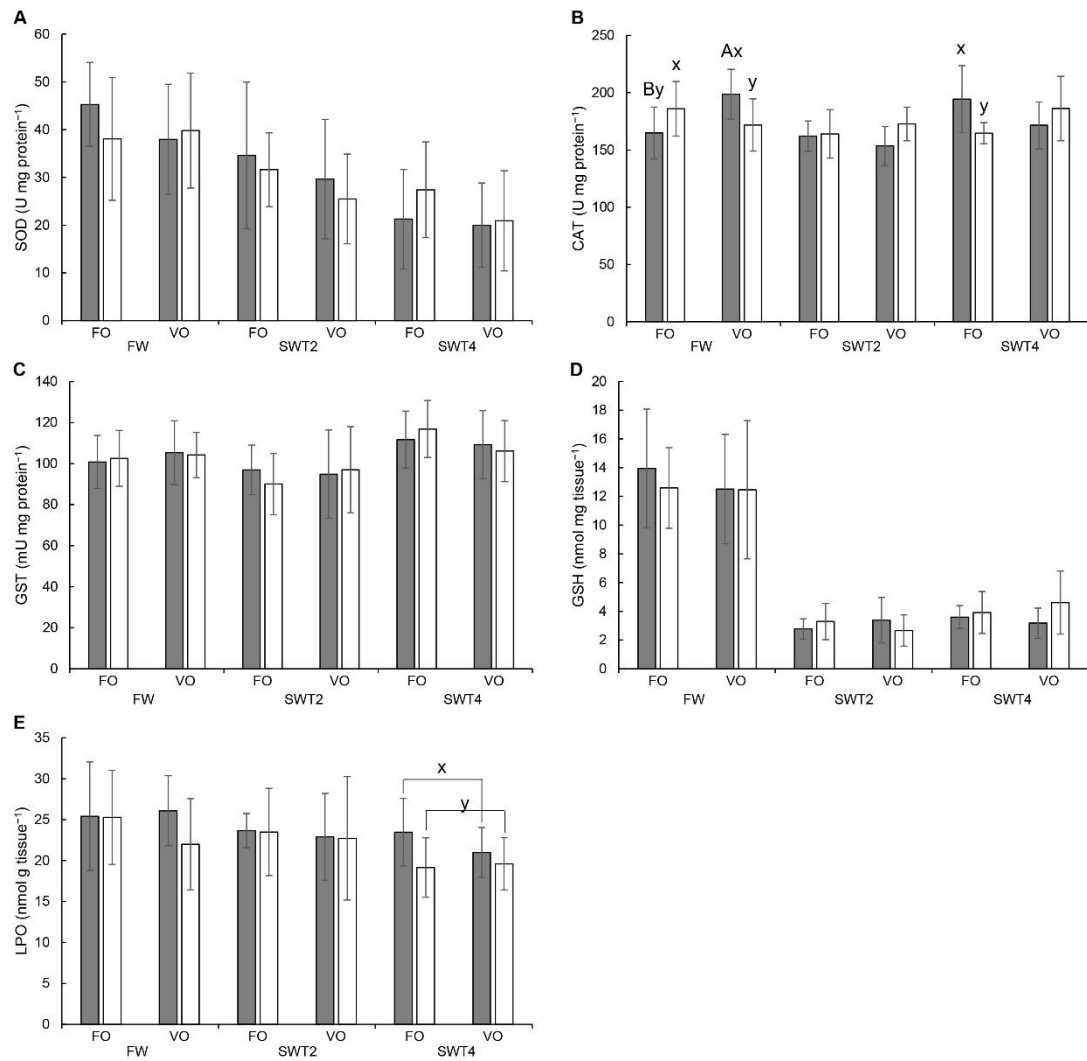 A
60
50
40
30
20
10
0
SOD (U mg protein⁻¹)
FO VO FO VO FO VO
FW SWT2 SWT4
B
250
200
150
100
50
0
CAT (U mg protein⁻¹)
By x Ax y x y
FO VO FO VO FO VO
FW SWT2 SWT4
C
140
120
100
80
60
40
20
0
GST (mU mg protein⁻¹)
FO VO FO VO FO VO
FW SWT2 SWT4
D
20
18
16
14
12
10
8
6
4
2
0
GSH (nmol mg tissue⁻¹)
FO VO FO VO FO VO
FW SWT2 SWT4
E
35
30
25
20
15
10
5
0
LPO (nmol g tissue⁻¹)
x
y
FO VO FO VO FO VO
FW SWT2 SWT4